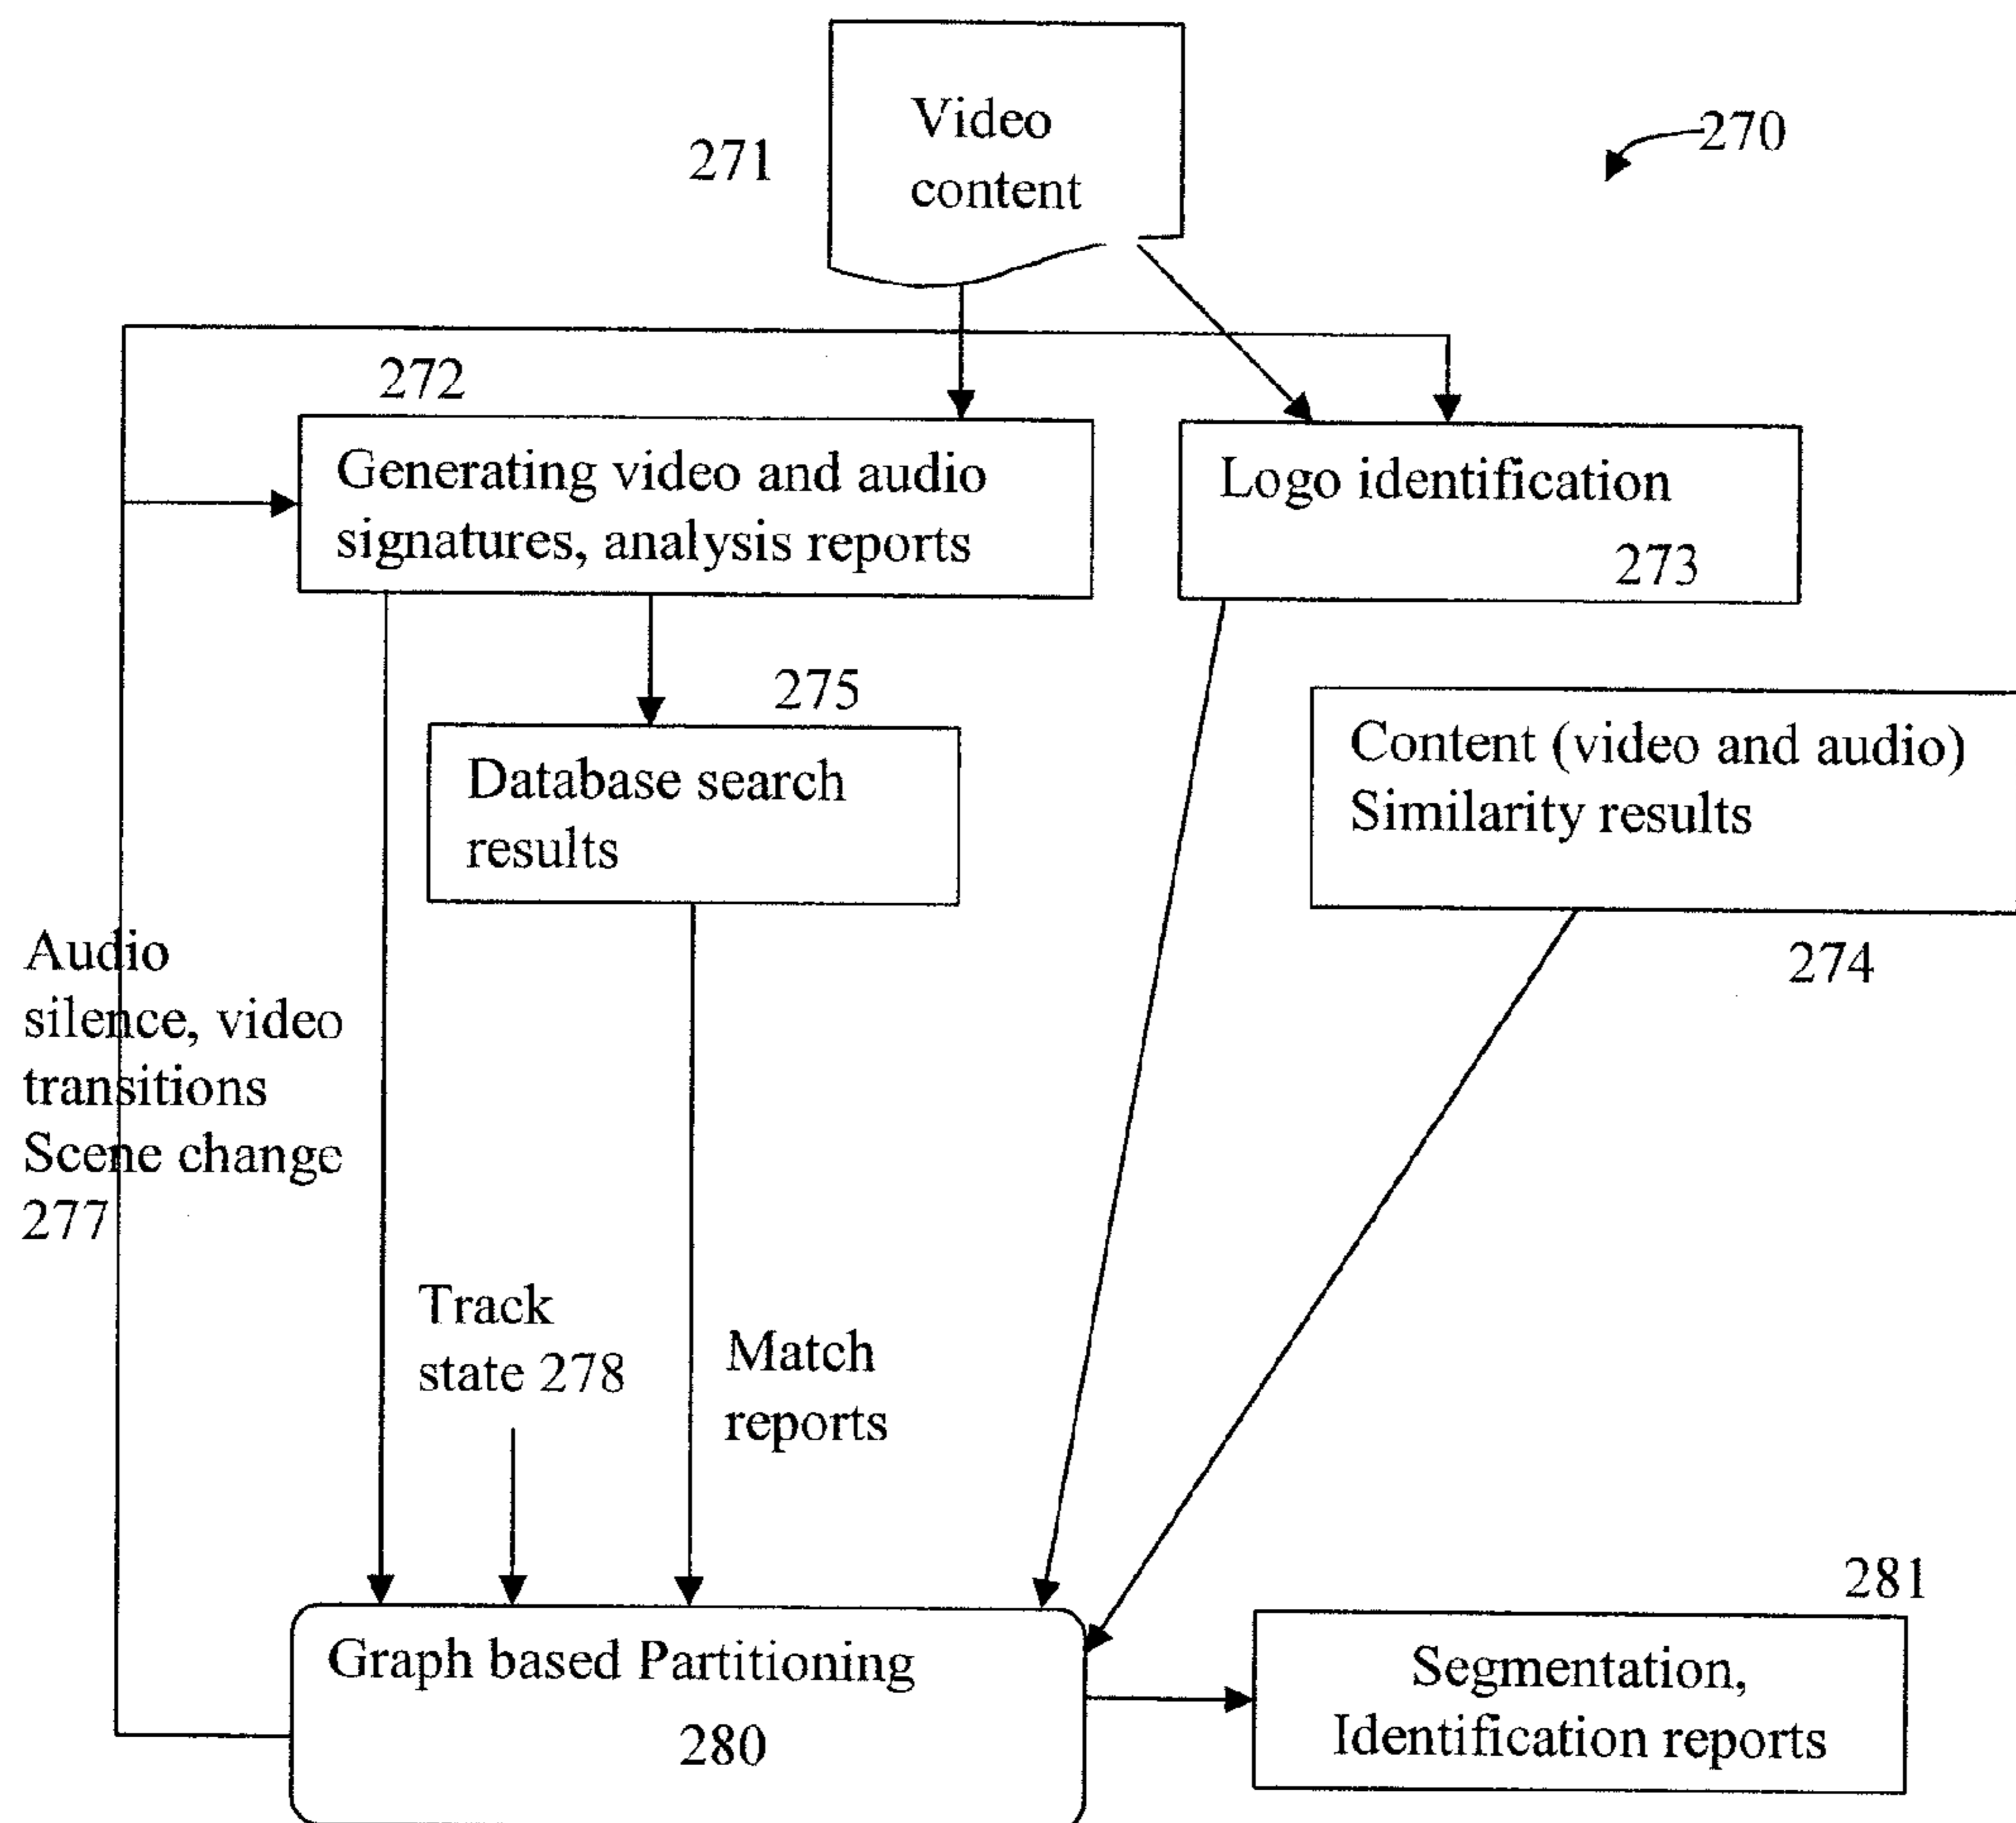 Video
content
271
270
272
Generating video and audio
signatures, analysis reports
Logo identification
273
275
Database search
results
Content (video and audio)
Similarity results
274
Audio
silence, video
transitions
Scene change
277
Track
state 278
Match
reports
Graph based Partitioning
280
281
Segmentation,
Identification reports